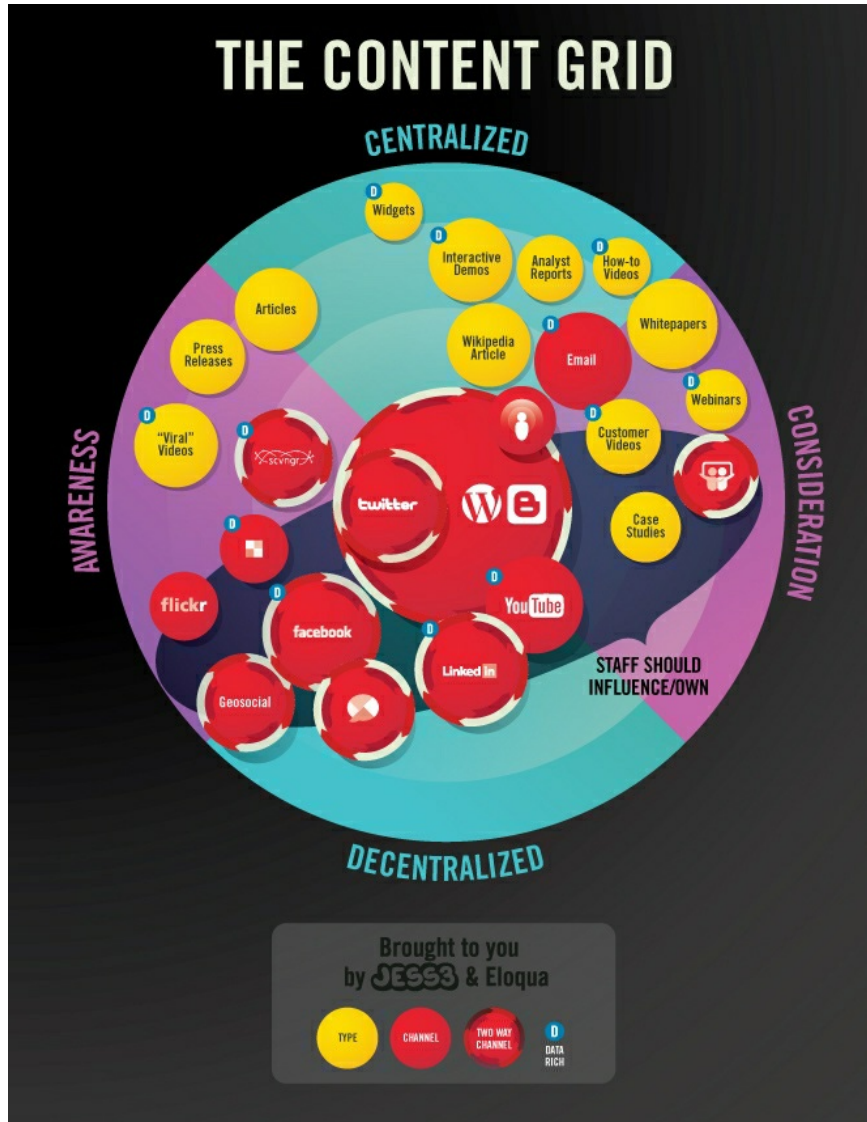 THE CONTENT GRID
CENTRALIZED
D
Widgets
D
Interactive
Demos
Analyst
Reports
D
How-to
Videos
Articles
Whitepapers
Press
Releases
Wikipedia
Article
D
Email
D
Webinars
D
"Viral"
Videos
D
scvngr
D
Customer
Videos
AWARENESS
CONSIDERATION
twitter
W
B
Case
Studies
D
flickr
D
facebook
D
YouTube
D
Linked in
Geosocial
STAFF SHOULD
INFLUENCE/OWN
DECENTRALIZED
Brought to you
by JESS3 & Eloqua
TYPE
CHANNEL
TWO WAY
CHANNEL
D
DATA
RICH